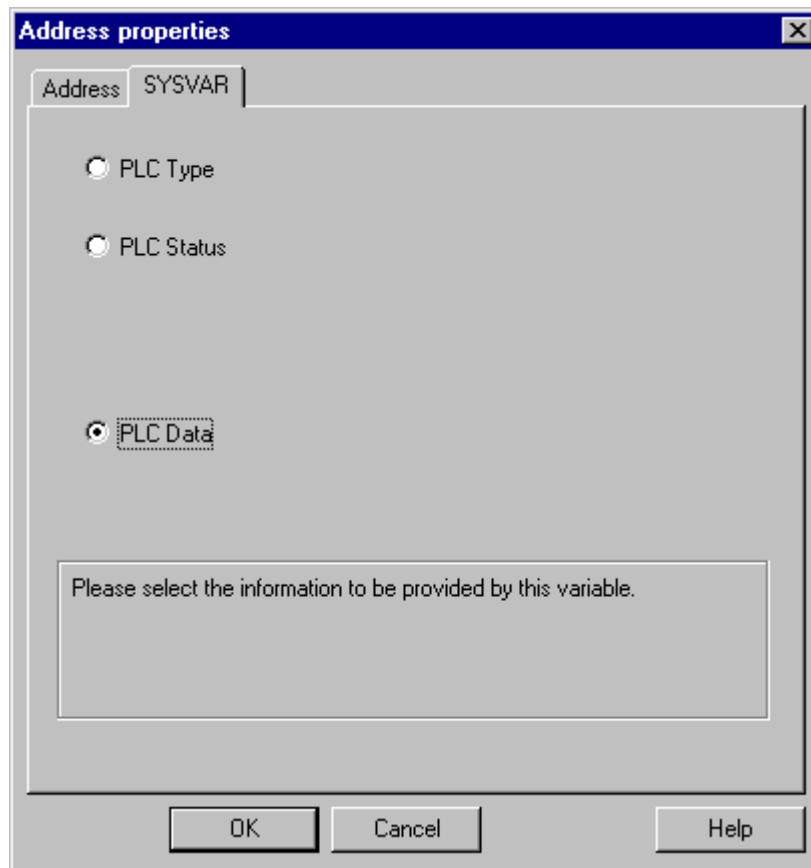 Address properties
Address SYSVAR
PLC Type
PLC Status
PLC Data
Please select the information to be provided by this variable.
OK Cancel Help